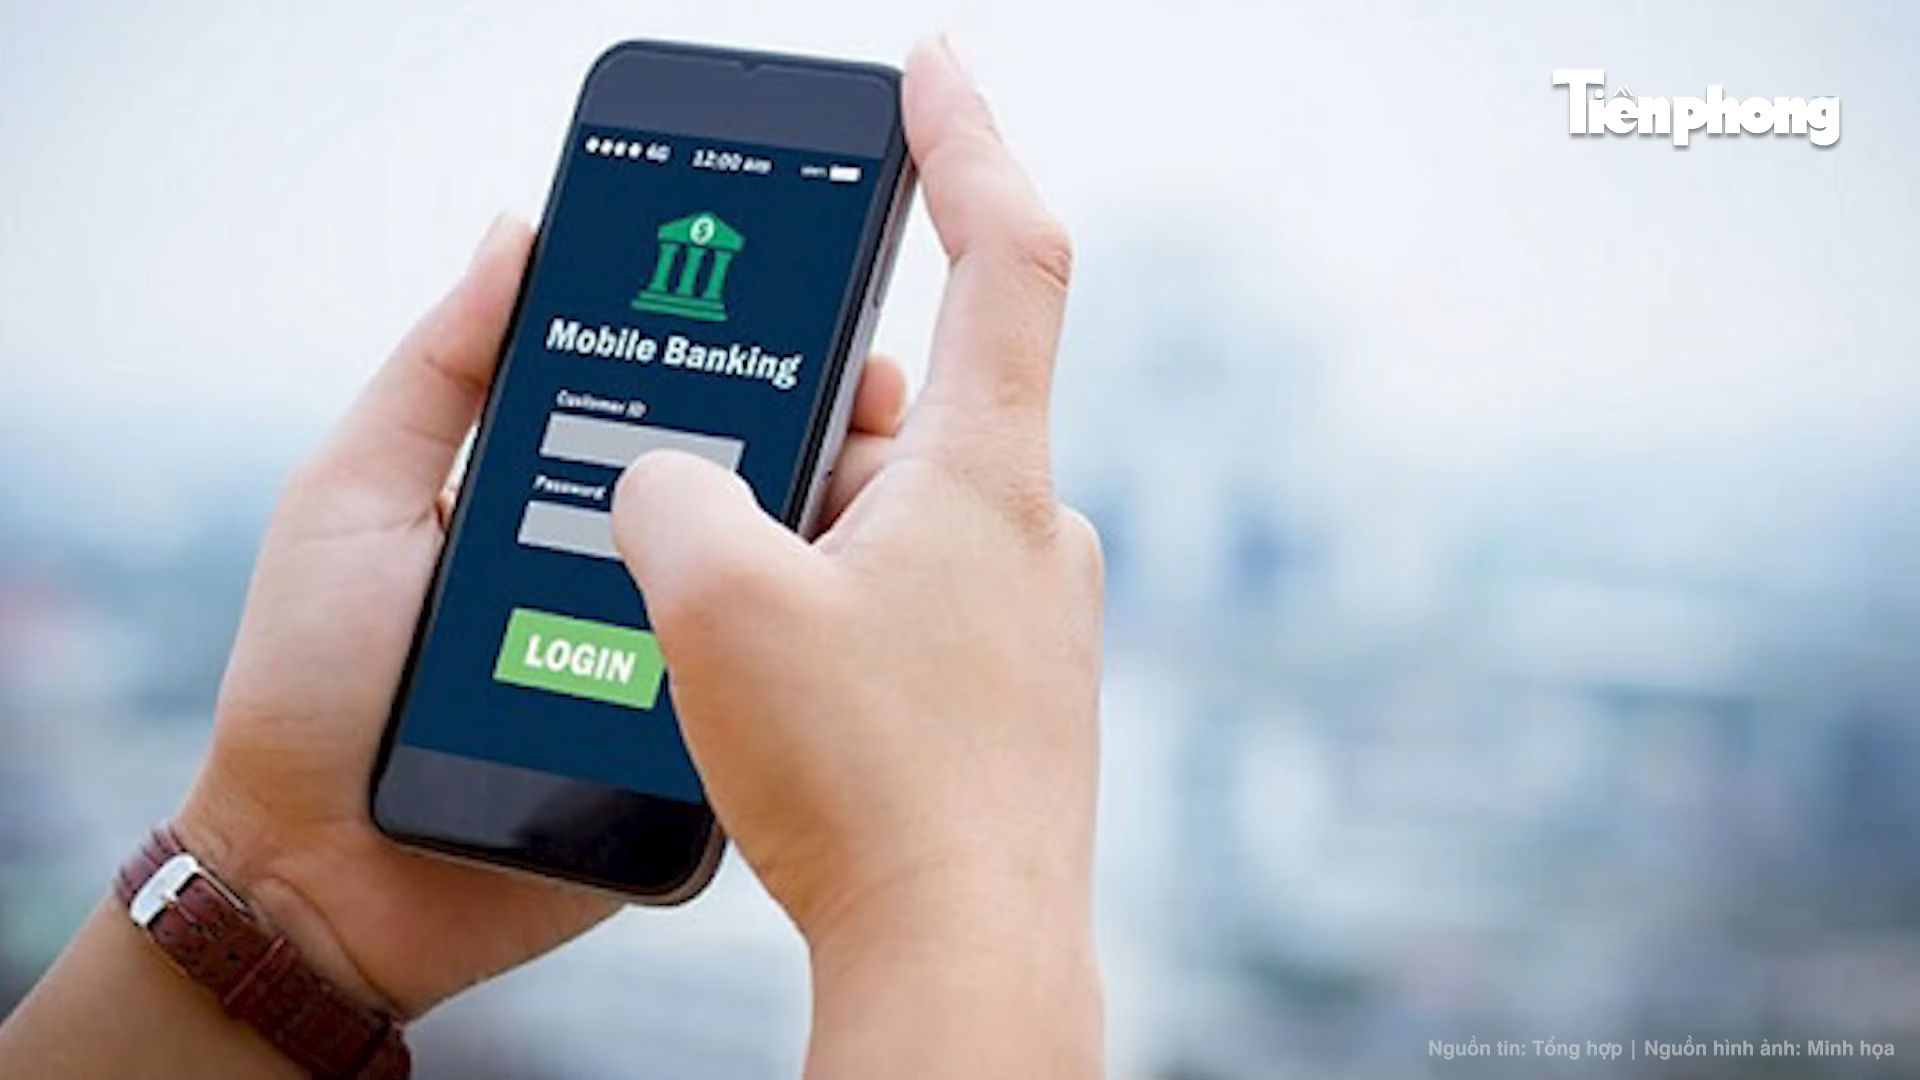 Tiênphong
4G 12:00 am
Mobile Banking
Customer ID
Password
LOGIN
Nguồn tin: Tổng hợp | Nguồn hình ảnh: Minh họa